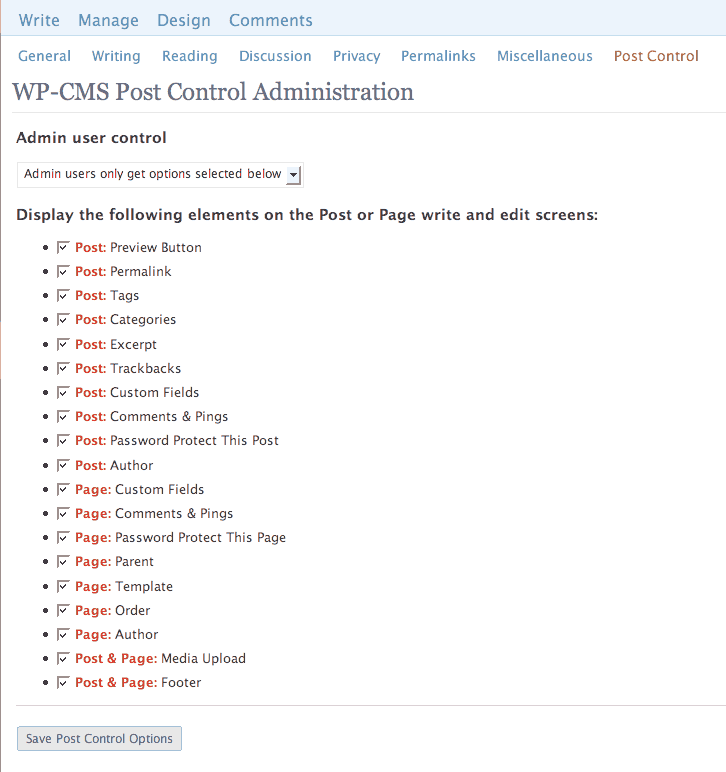 Write Manage Design Comments
General Writing Reading Discussion Privacy Permalinks Miscellaneous Post Control
WP-CMS Post Control Administration
Admin user control
Admin users only get options selected below
Display the following elements on the Post or Page write and edit screens:
Post: Preview Button
Post: Permalink
Post: Tags
Post: Categories
Post: Excerpt
Post: Trackbacks
Post: Custom Fields
Post: Comments & Pings
Post: Password Protect This Post
Post: Author
Page: Custom Fields
Page: Comments & Pings
Page: Password Protect This Page
Page: Parent
Page: Template
Page: Order
Page: Author
Post & Page: Media Upload
Post & Page: Footer
Save Post Control Options